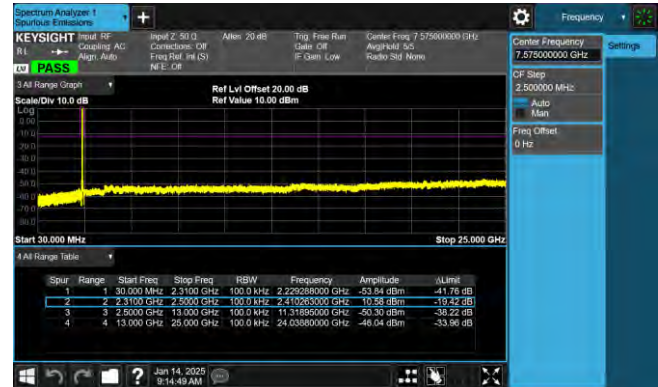 Spectrum Analyzer 1
Spurious Emissions
+
Frequency
KEYSIGHT Input: RF Input Z: 50 Ω Atten: 20 dB Trig: Free Run Center Freq: 7.575000000 GHz
RL Coupling: AC Corrections: Off Gate: Off Avg|Hold: 5/5
Align: Auto Freq Ref: Int (S) IF Gain: Low Radio Std: None
NFE: Off
LNI PASS
Center Frequency
7.575000000 GHz
Settings
CF Step
2.500000 MHz
Auto
Man
Freq Offset
0 Hz
3 All Range Graph
Ref Lvl Offset 20.00 dB
Scale/Div 10.0 dB Ref Value 10.00 dBm
Log
0.00
-10.0
-20.0
-30.0
-40.0
-50.0
-60.0
-70.0
-80.0
Start 30.000 MHz Stop 25.000 GHz
4 All Range Table
Spur Range Start Freq Stop Freq RBW Frequency Amplitude ΔLimit
1 1 30.000 MHz 2.3100 GHz 100.0 kHz 2.229288000 GHz -53.84 dBm -41.76 dB
2 2 2.3100 GHz 2.5000 GHz 100.0 kHz 2.410263000 GHz 10.58 dBm -19.42 dB
3 3 2.5000 GHz 13.000 GHz 100.0 kHz 11.31895000 GHz -50.30 dBm -38.22 dB
4 4 13.000 GHz 25.000 GHz 100.0 kHz 24.03880000 GHz -46.04 dBm -33.96 dB
? Jan 14, 2025
9:14:49 AM